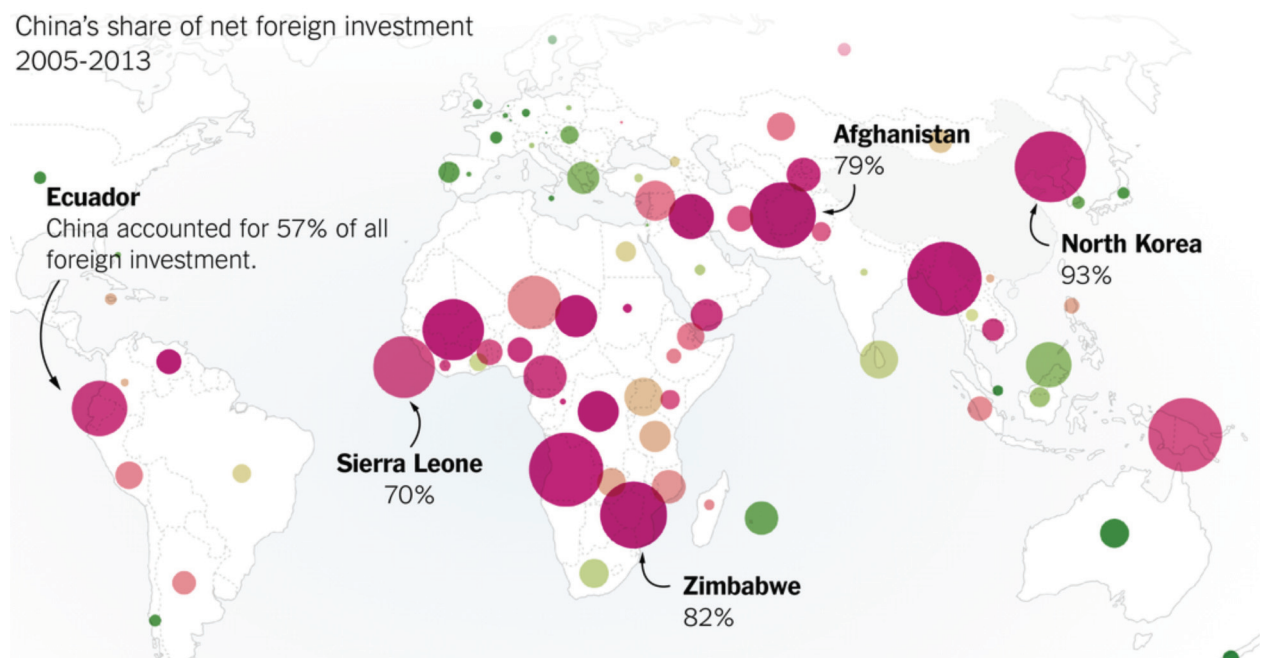 China's share of net foreign investment
2005-2013
Afghanistan
79%
Ecuador
China accounted for 57% of all
foreign investment.
North Korea
93%
Sierra Leone
70%
Zimbabwe
82%